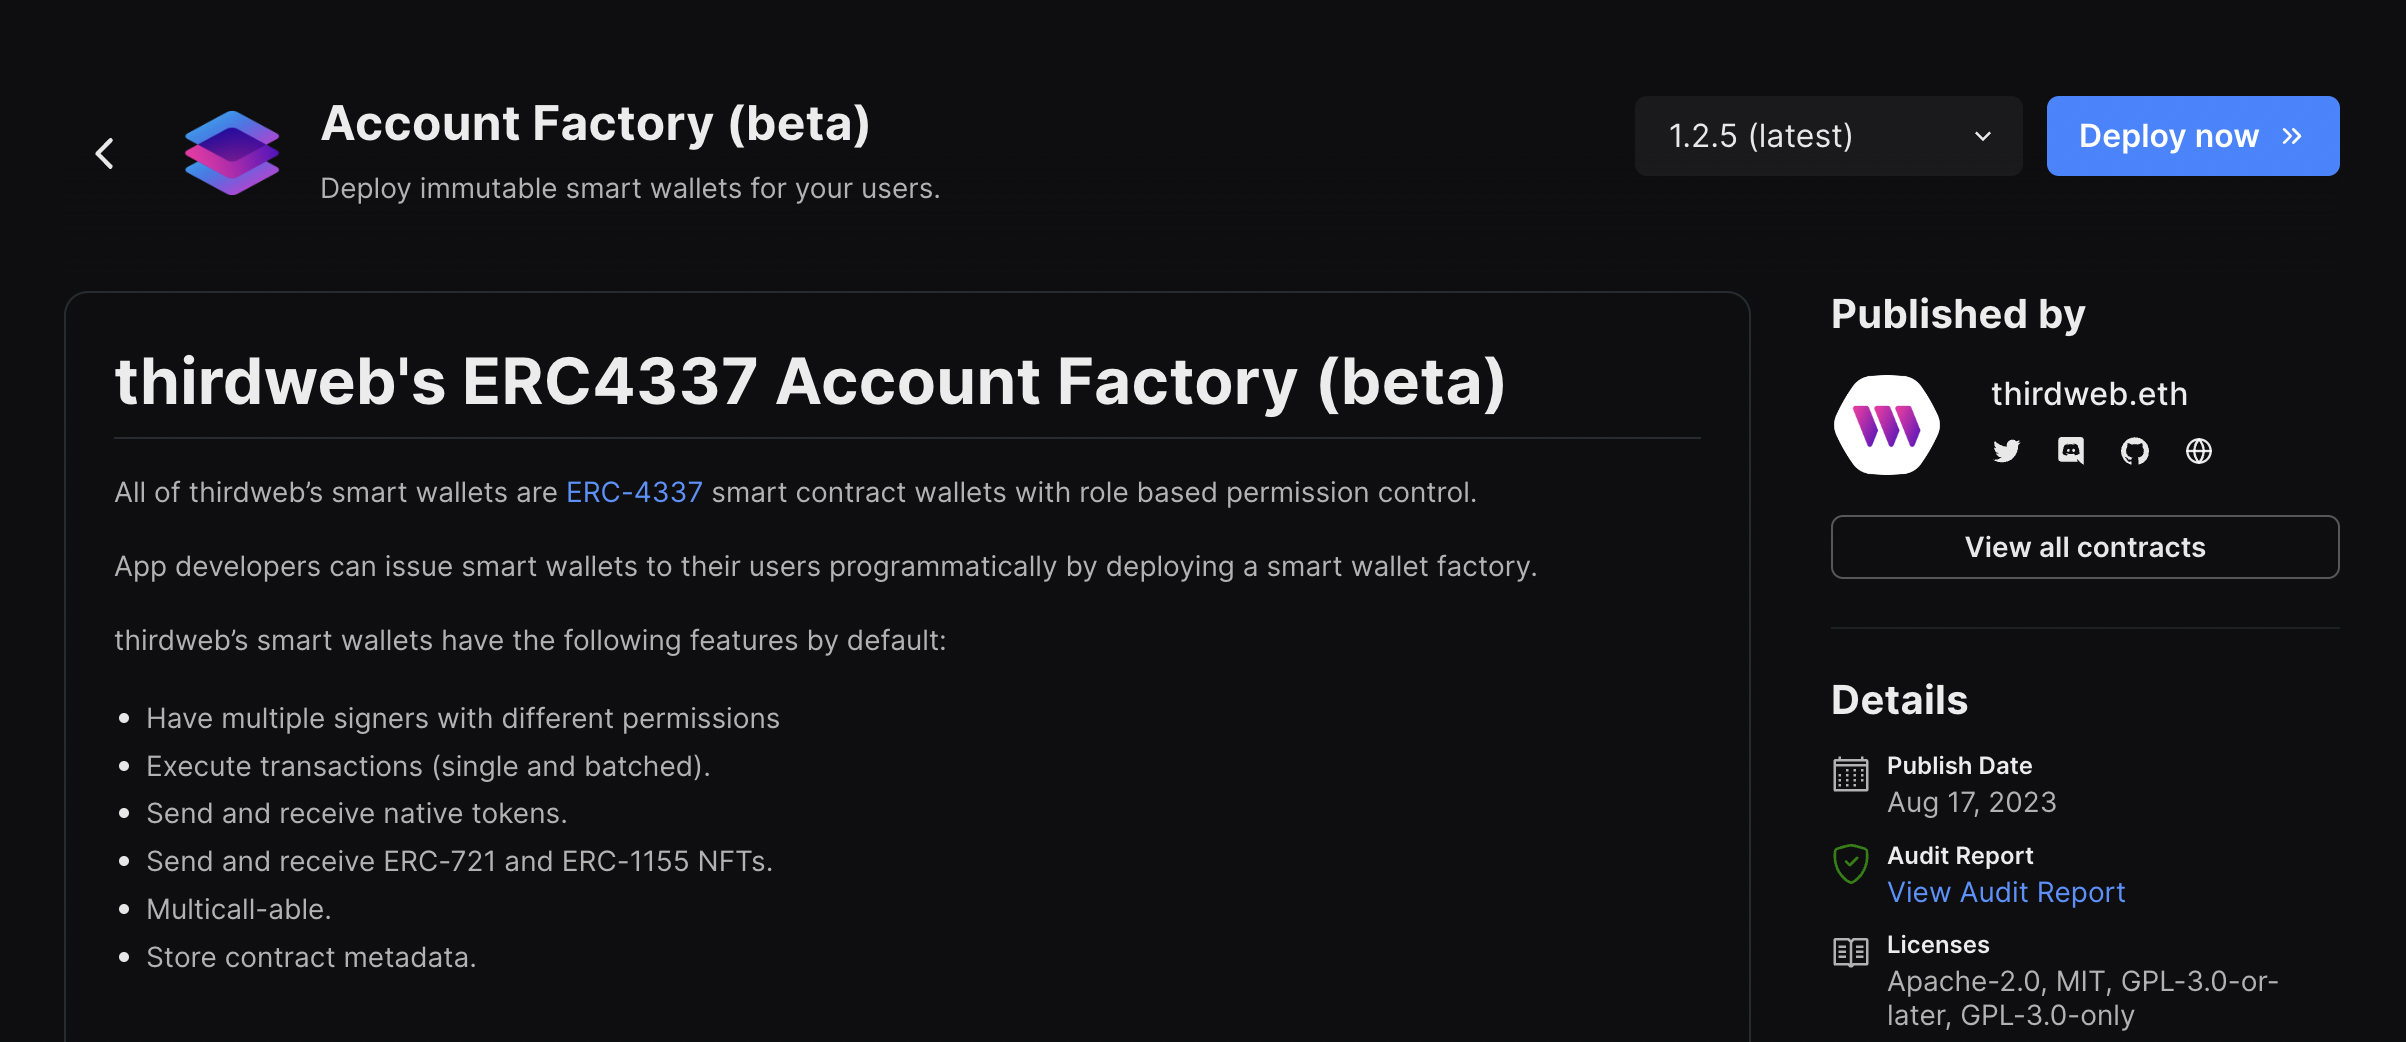 Account Factory (beta)
Deploy immutable smart wallets for your users.
1.2.5 (latest)
Deploy now
thirdweb's ERC4337 Account Factory (beta)
All of thirdweb’s smart wallets are ERC-4337 smart contract wallets with role based permission control.
App developers can issue smart wallets to their users programmatically by deploying a smart wallet factory.
thirdweb’s smart wallets have the following features by default:
Have multiple signers with different permissions
Execute transactions (single and batched).
Send and receive native tokens.
Send and receive ERC-721 and ERC-1155 NFTs.
Multicall-able.
Store contract metadata.
Published by
thirdweb.eth
View all contracts
Details
Publish Date
Aug 17, 2023
Audit Report
View Audit Report
Licenses
Apache-2.0, MIT, GPL-3.0-or-
later, GPL-3.0-only